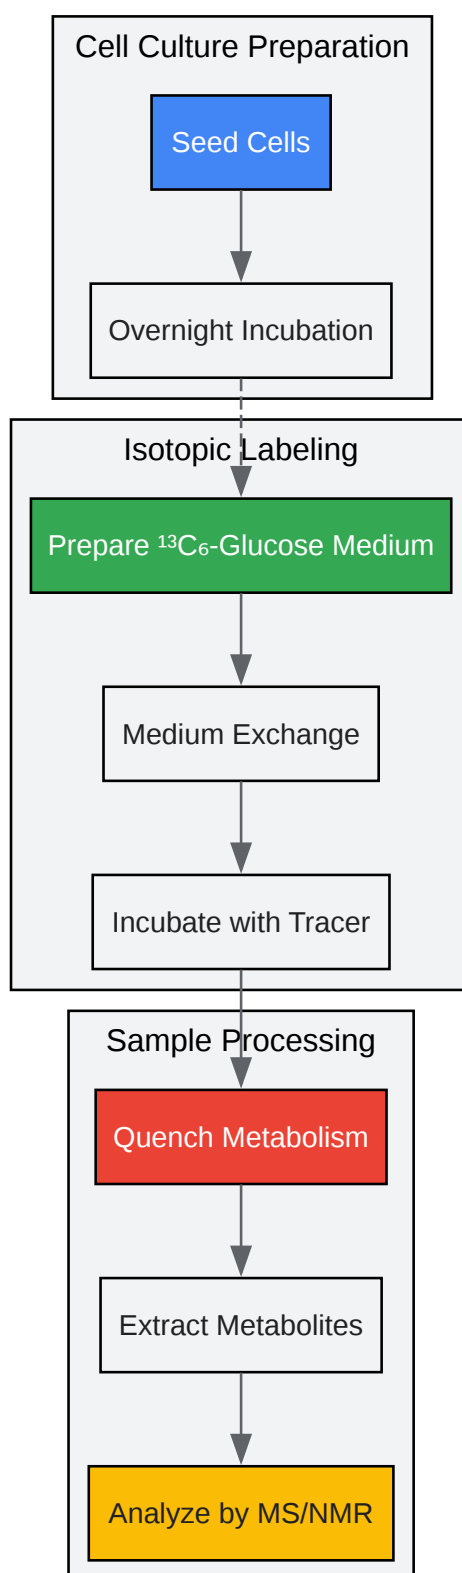 Cell Culture Preparation
Seed Cells
Overnight Incubation
Isotopic Labeling
Prepare ¹³C₆-Glucose Medium
Medium Exchange
Incubate with Tracer
Sample Processing
Quench Metabolism
Extract Metabolites
Analyze by MS/NMR